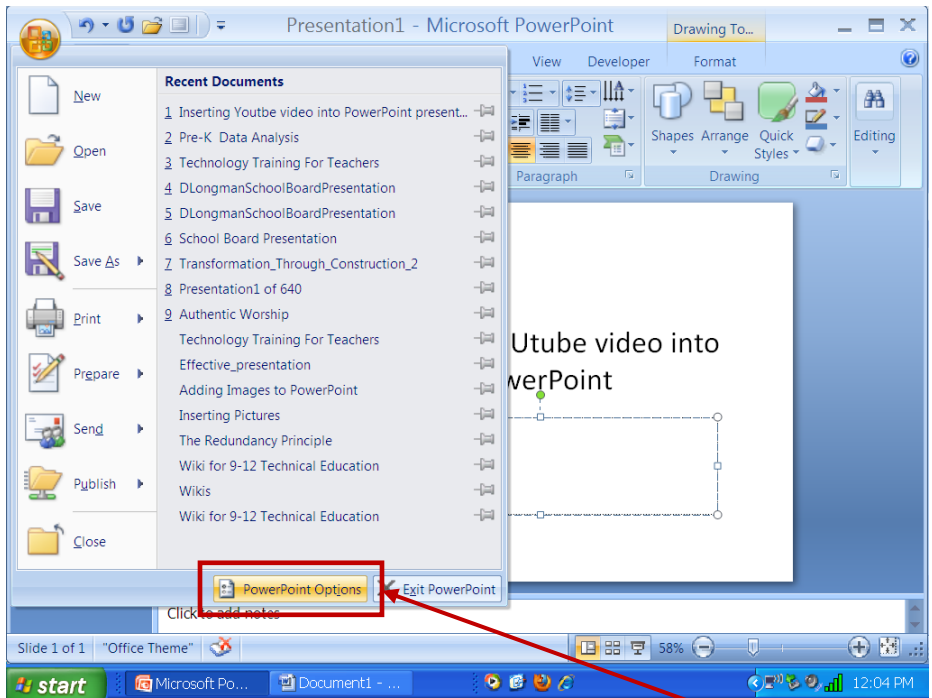 Presentation1 - Microsoft PowerPoint
Drawing To...
View Developer Format
New
Open
Save
Save As
Print
Prepare
Send
Publish
Close
Recent Documents
1 Inserting Youtbe video into PowerPoint present...
2 Pre-K Data Analysis
3 Technology Training For Teachers
4 DLongmanSchoolBoardPresentation
5 DLongmanSchoolBoardPresentation
6 School Board Presentation
7 Transformation_Through_Construction_2
8 Presentation1 of 640
9 Authentic Worship
Technology Training For Teachers
Effective_presentation
Adding Images to PowerPoint
Inserting Pictures
The Redundancy Principle
Wiki for 9-12 Technical Education
Wikis
Wiki for 9-12 Technical Education
PowerPoint Options
Exit PowerPoint
Shapes Arrange Quick Styles
Editing
Paragraph
Drawing
Utube video into
werPoint
Click to add notes
Slide 1 of 1 "Office Theme"
58%
start
Microsoft Po...
Document1 - ...
12:04 PM